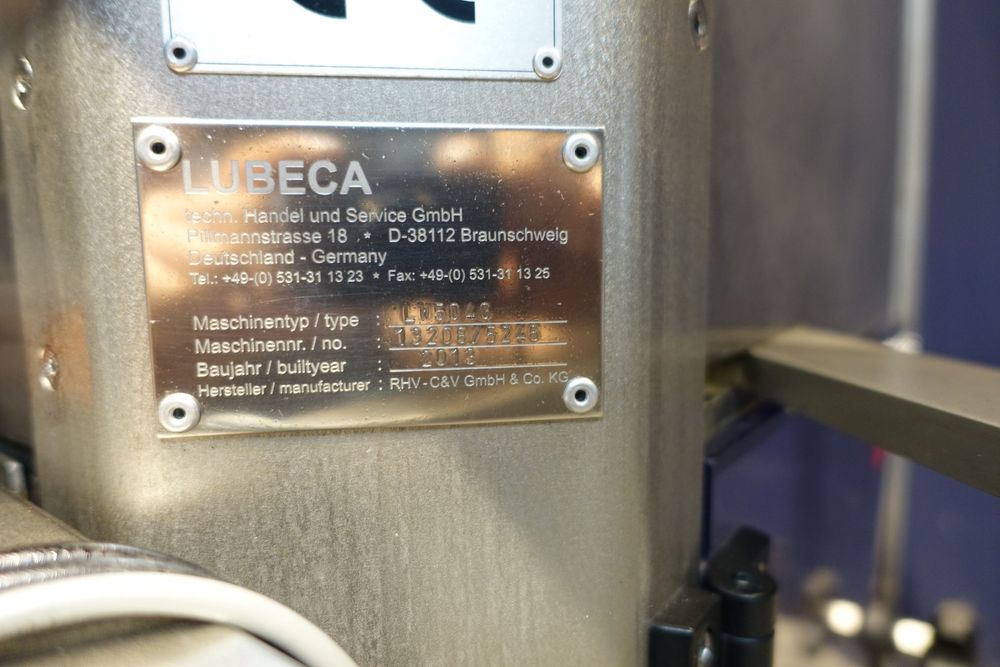 LUBECA
techn. Handel und Service GmbH
Pillmannstrasse 18 * D-38112 Braunschweig
Deutschland - Germany
Tel.: +49-(0) 531-31 13 23 * Fax: +49-(0) 531-31 13 25
Maschinentyp / type :
Maschinennr. / no. :
Baujahr / builtyear : 2013
Hersteller / manufacturer : RHV - C&V GmbH & Co. KG